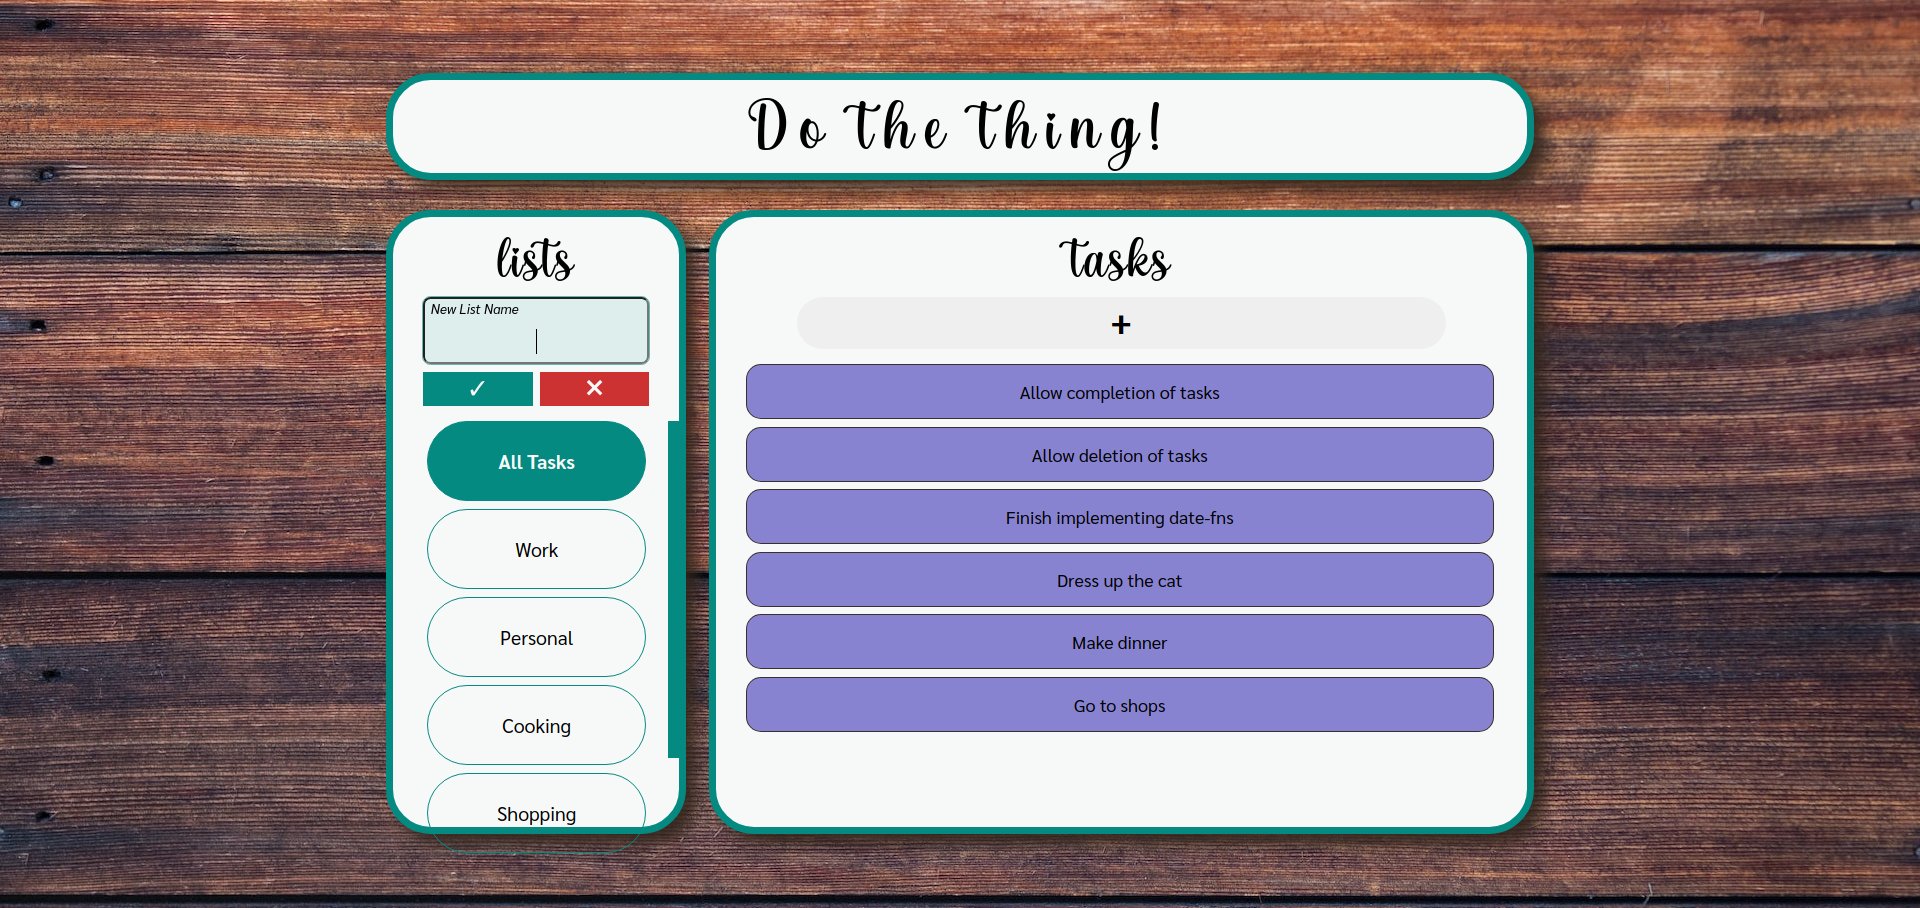 Do The Thing!
lists
New List Name
✓ ✕
All Tasks
Work
Personal
Cooking
Shopping
tasks
+
Allow completion of tasks
Allow deletion of tasks
Finish implementing date-fns
Dress up the cat
Make dinner
Go to shops